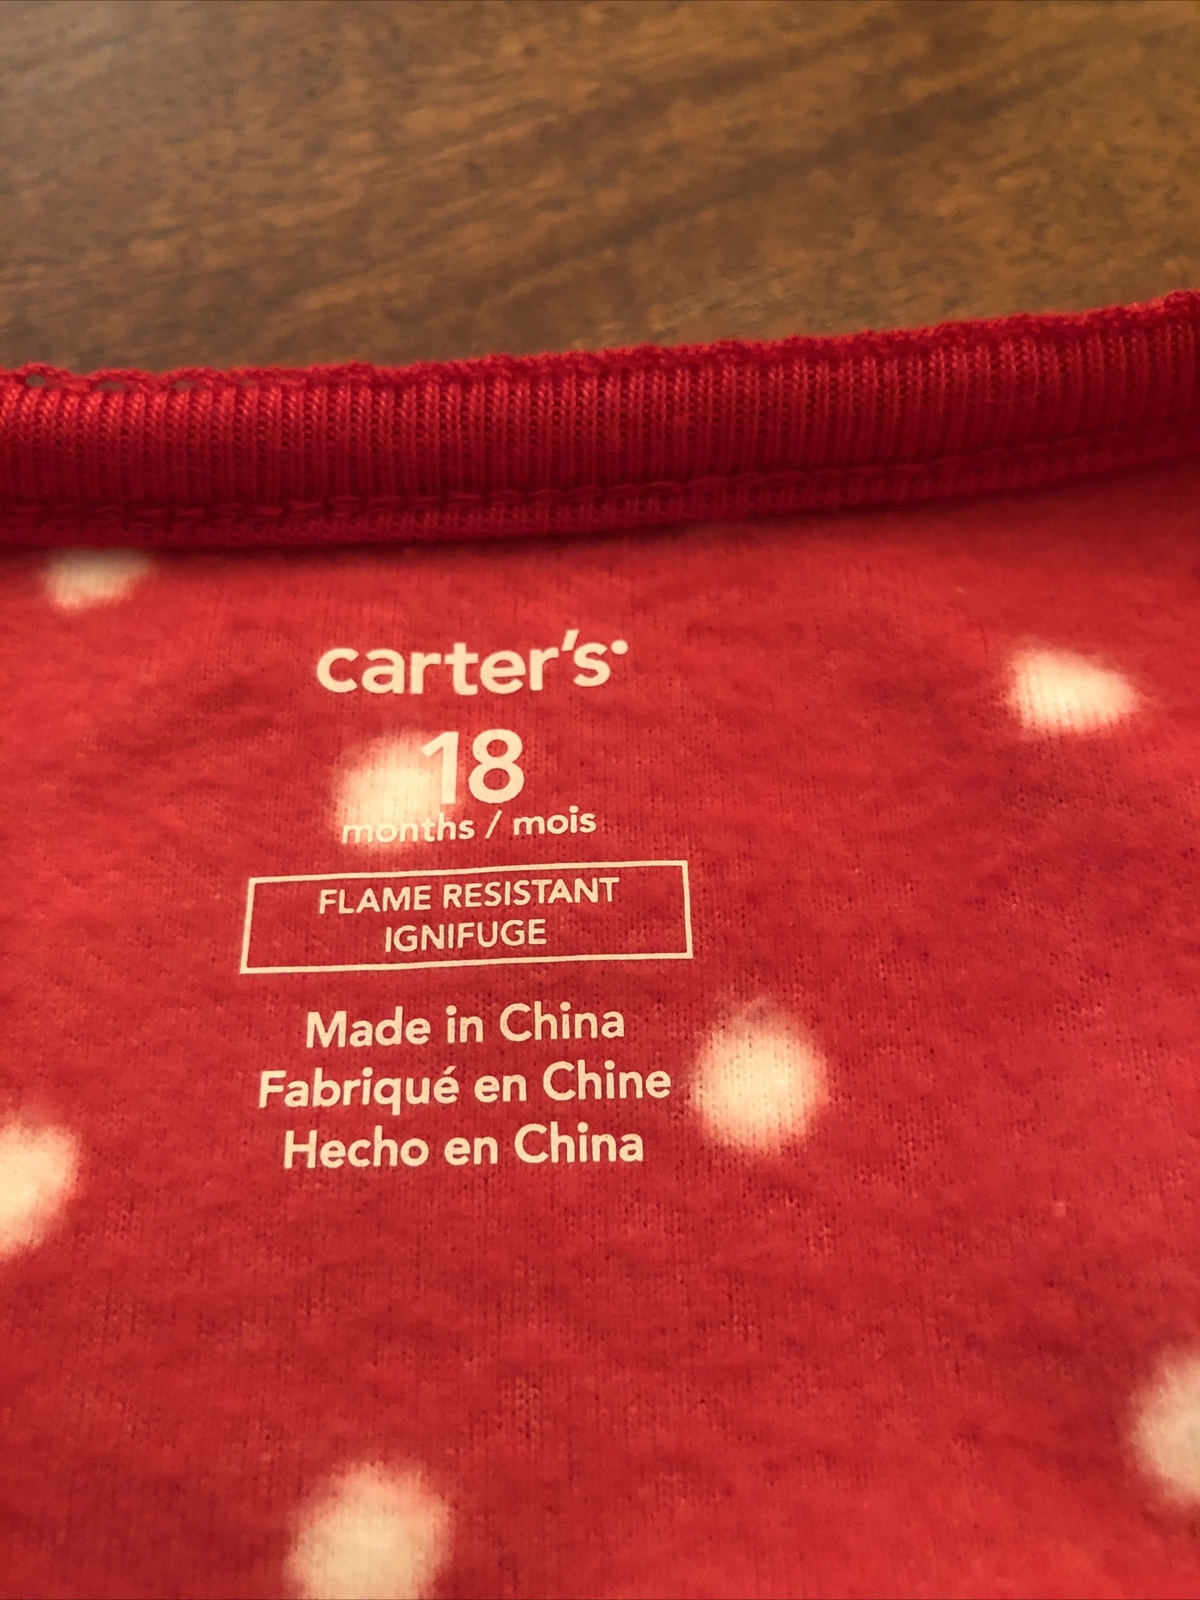 carter's
18
months / mois
FLAME RESISTANT
IGNIFUGE
Made in China
Fabriqué en Chine
Hecho en China